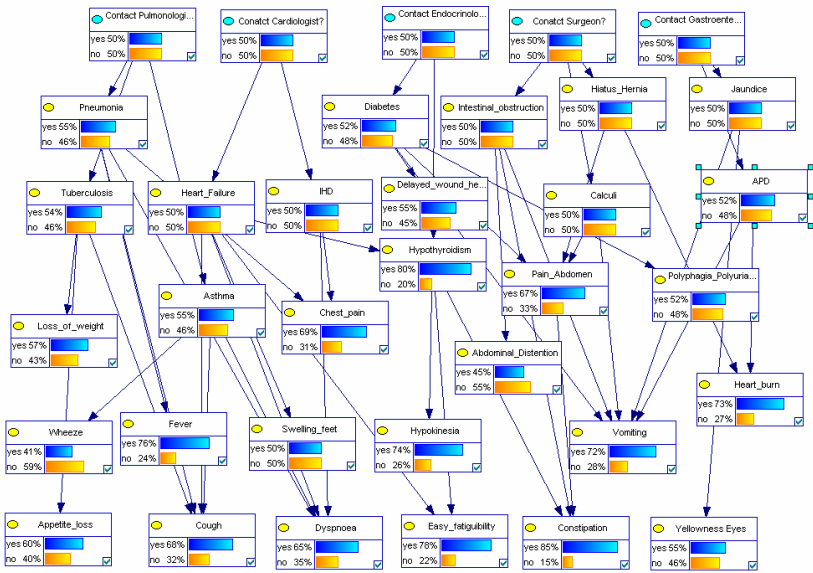 Contact Pulmonologi...
yes 50%
no 50%
Conatct Cardiologist?
yes 50%
no 50%
Contact Endocrinolo...
yes 50%
no 50%
Conatct Surgeon?
yes 50%
no 50%
Contact Gastroente...
yes 50%
no 50%
Pneumonia
yes 55%
no 46%
Diabetes
yes 52%
no 48%
Intestinal_obstruction
yes 50%
no 50%
Hiatus_Hernia
yes 50%
no 50%
Jaundice
yes 50%
no 50%
Tuberculosis
yes 54%
no 46%
Heart_Failure
yes 50%
no 50%
IHD
yes 50%
no 50%
Delayed_wound_he...
yes 55%
no 45%
Calculi
yes 50%
no 50%
APD
yes 52%
no 48%
Hypothyroidism
yes 80%
no 20%
Pain_Abdomen
yes 67%
no 33%
Polyphagia_Polyuria...
yes 52%
no 48%
Asthma
yes 55%
no 46%
Chest_pain
yes 69%
no 31%
Loss_of_weight
yes 57%
no 43%
Abdominal_Distention
yes 45%
no 55%
Heart_burn
yes 73%
no 27%
Wheeze
yes 41%
no 59%
Fever
yes 76%
no 24%
Swelling_feet
yes 50%
no 50%
Hypokinesia
yes 74%
no 26%
Vomiting
yes 72%
no 28%
Appetite_loss
yes 60%
no 40%
Cough
yes 68%
no 32%
Dyspnoea
yes 65%
no 35%
Easy_fatiguibility
yes 78%
no 22%
Constipation
yes 85%
no 15%
Yellowness Eyes
yes 55%
no 46%